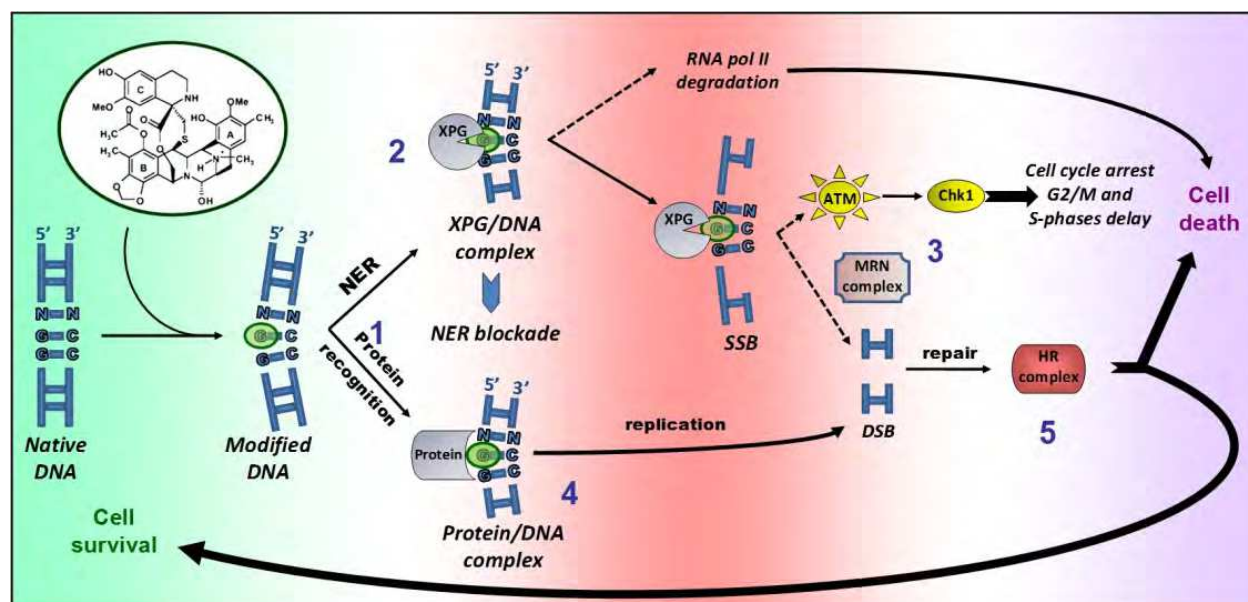 HO
C
NH
MeO
O
CH₃
O
O
H₃C
HO
OMe
A
CH₃
S
B
N
H
N
CH₃
O
O
OH
5’ 3’
N N
G C
G C
Native
DNA
5’ 3’
N N
G C
G C
Modified
DNA
1
NER
Protein
recognition
2
5’ 3’
XPG
N N
G C
G C
XPG/DNA
complex
NER blockade
5’ 3’
Protein
N N
G C
G C
4
Protein/DNA
complex
RNA pol II
degradation
XPG
N N
G C
G C
SSB
ATM
Chk1
Cell cycle arrest
G2/M and
S-phases delay
3
MRN
complex
replication
DSB
repair
HR
complex
5
Cell
death
Cell
survival